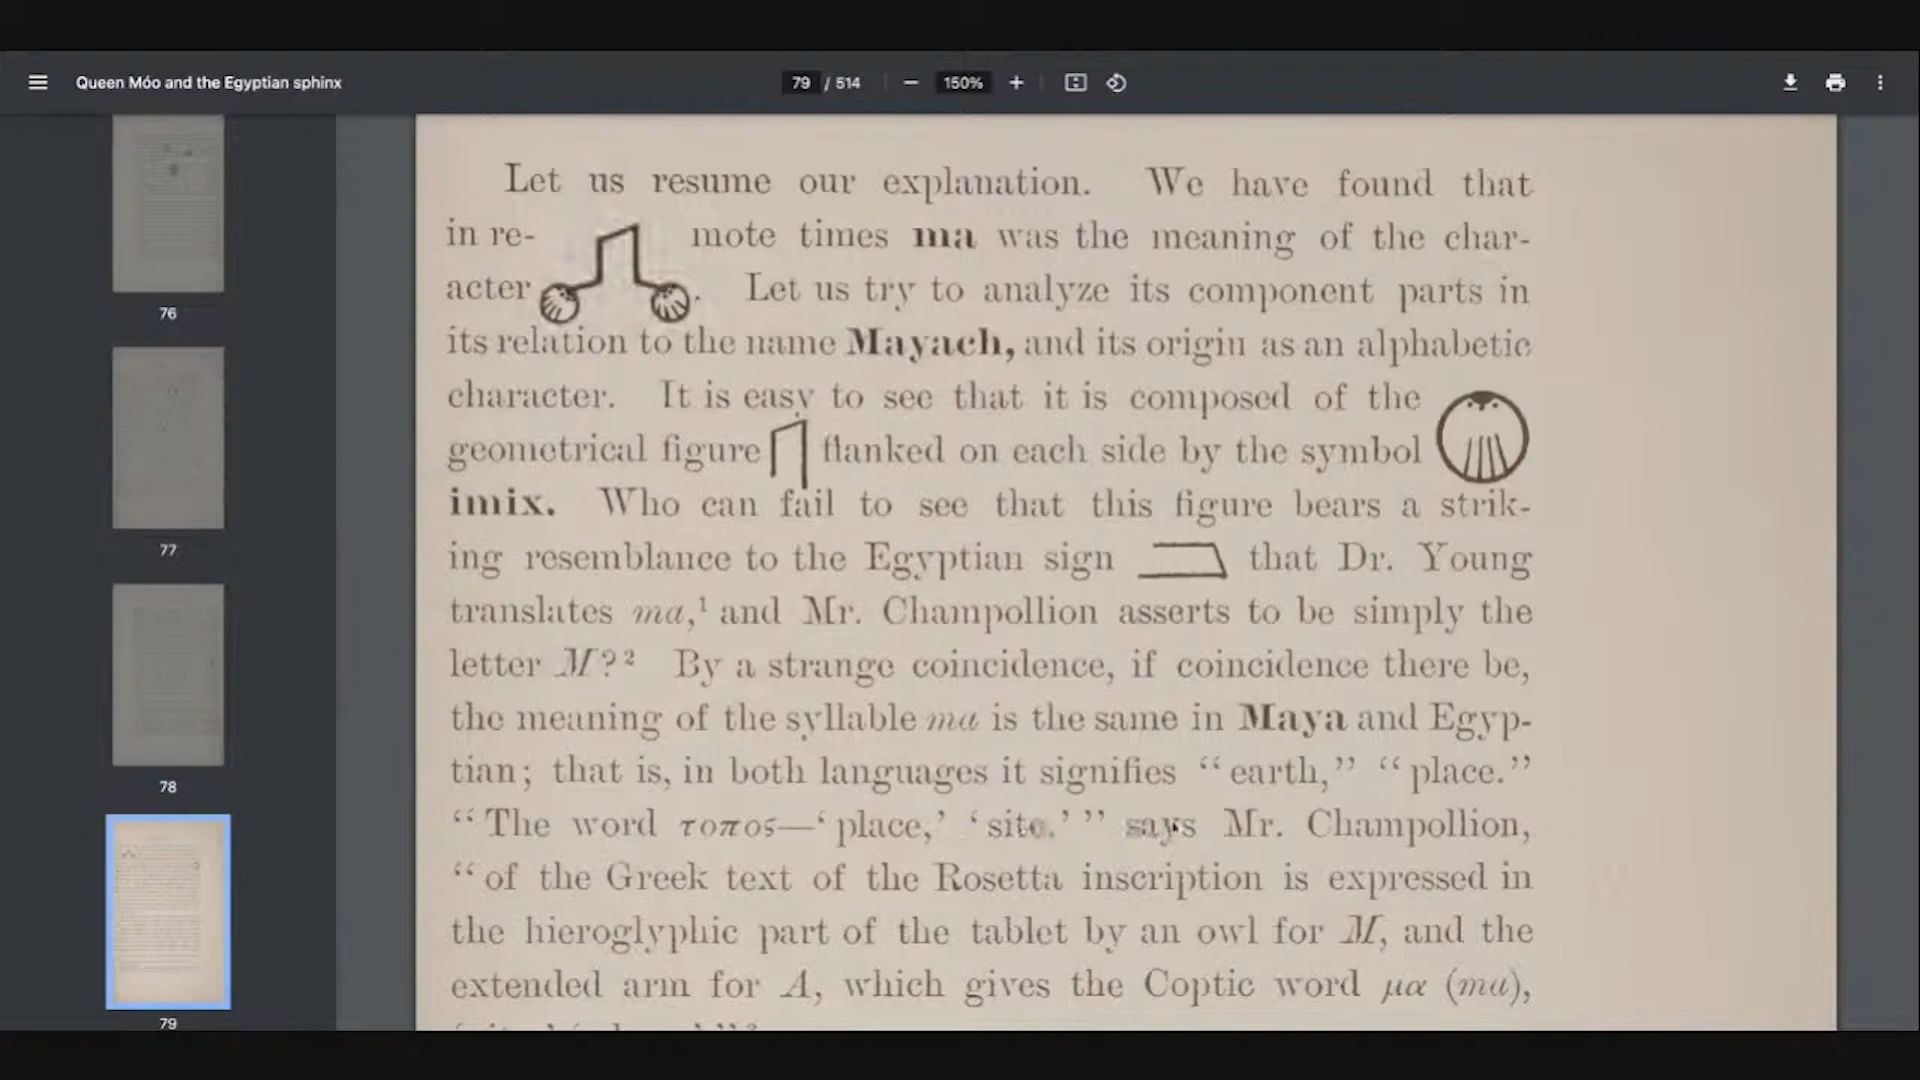 Queen Móo and the Egyptian sphinx
79 / 514
150%
76
77
78
79
Let us resume our explanation. We have found that
in re- mote times ma was the meaning of the char-
acter . Let us try to analyze its component parts in
its relation to the name Mayach, and its origin as an alphabetic
character. It is easy to see that it is composed of the
geometrical figure flanked on each side by the symbol
imix. Who can fail to see that this figure bears a strik-
ing resemblance to the Egyptian sign that Dr. Young
translates ma,¹ and Mr. Champollion asserts to be simply the
letter M?² By a strange coincidence, if coincidence there be,
the meaning of the syllable ma is the same in Maya and Egyp-
tian; that is, in both languages it signifies “earth,” “place.”
“The word τοπος—‘place,’ ‘site.’” says Mr. Champollion,
“of the Greek text of the Rosetta inscription is expressed in
the hieroglyphic part of the tablet by an owl for M, and the
extended arm for A, which gives the Coptic word μα (ma),